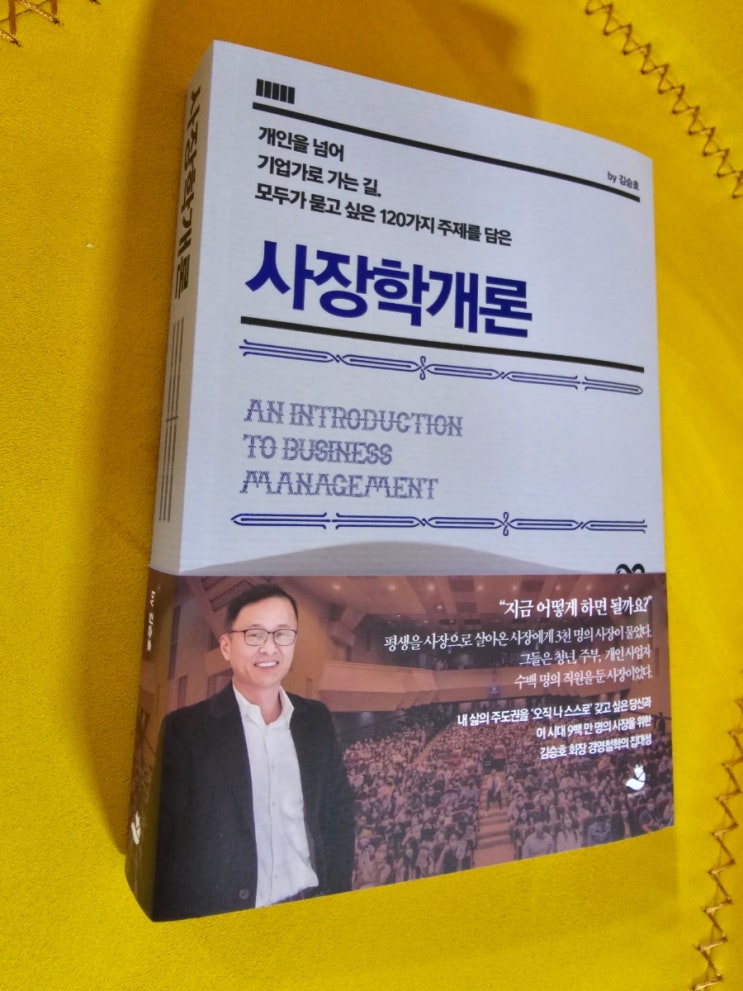 개인을 넘어
기업가로 가는 길.
모두가 묻고 싶은 120가지 주제를 담은
by 김승호
사장학개론
AN INTRODUCTION
TO BUSINESS
MANAGEMENT
“지금 어떻게 하면 될까요?”
평생을 사장으로 살아온 사장에게 3천 명의 사장이 물었다.
그들은 청년, 주부, 개인사업자
수백 명의 직원을 둔 사장이었다.
내 삶의 주도권을 ‘오직 나 스스로’ 갖고 싶은 당신과
이 시대 9백 만 명의 사장을 위한
김승호 회장 경영철학의 집대성
사장학개론
by 김승호